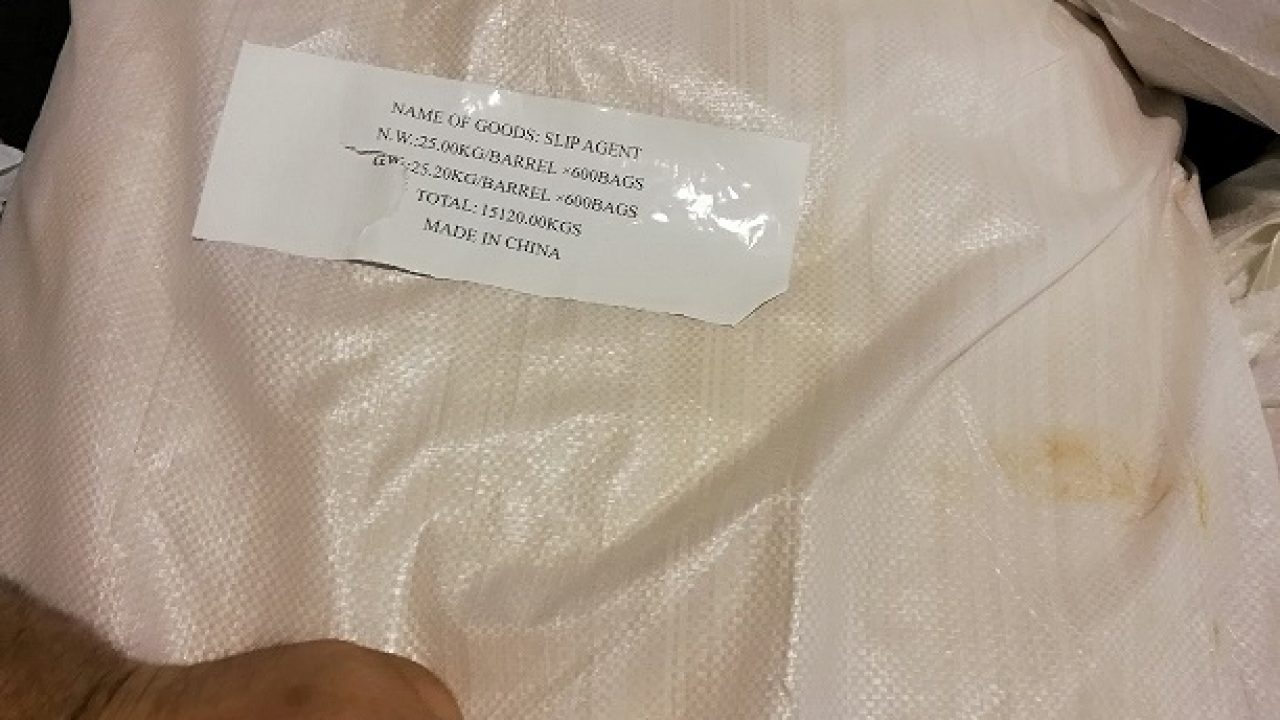 NAME OF GOODS: SLIP AGENT
N.W.:25.00KG/BARREL ×600BAGS
GW.:25.20KG/BARREL ×600BAGS
TOTAL: 15120.00KGS
MADE IN CHINA